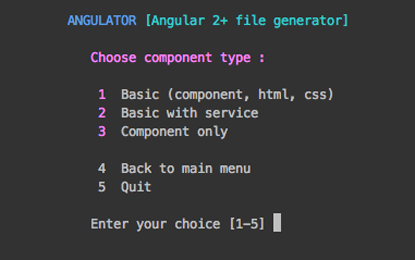 ANGULATOR [Angular 2+ file generator]
Choose component type :
1 Basic (component, html, css)
2 Basic with service
3 Component only
4 Back to main menu
5 Quit
Enter your choice [1-5]